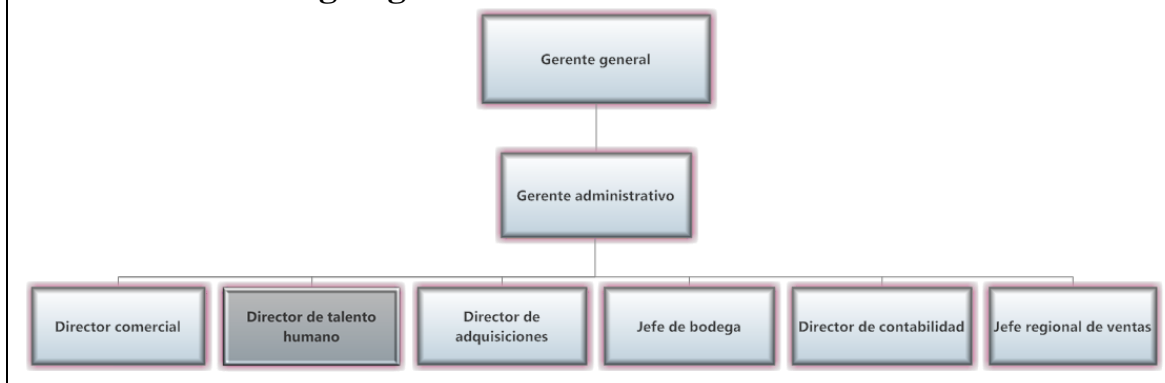 Gerente general
Gerente administrativo
Director comercial
Director de talento
humano
Director de
adquisiciones
Jefe de bodega
Director de contabilidad
Jefe regional de ventas